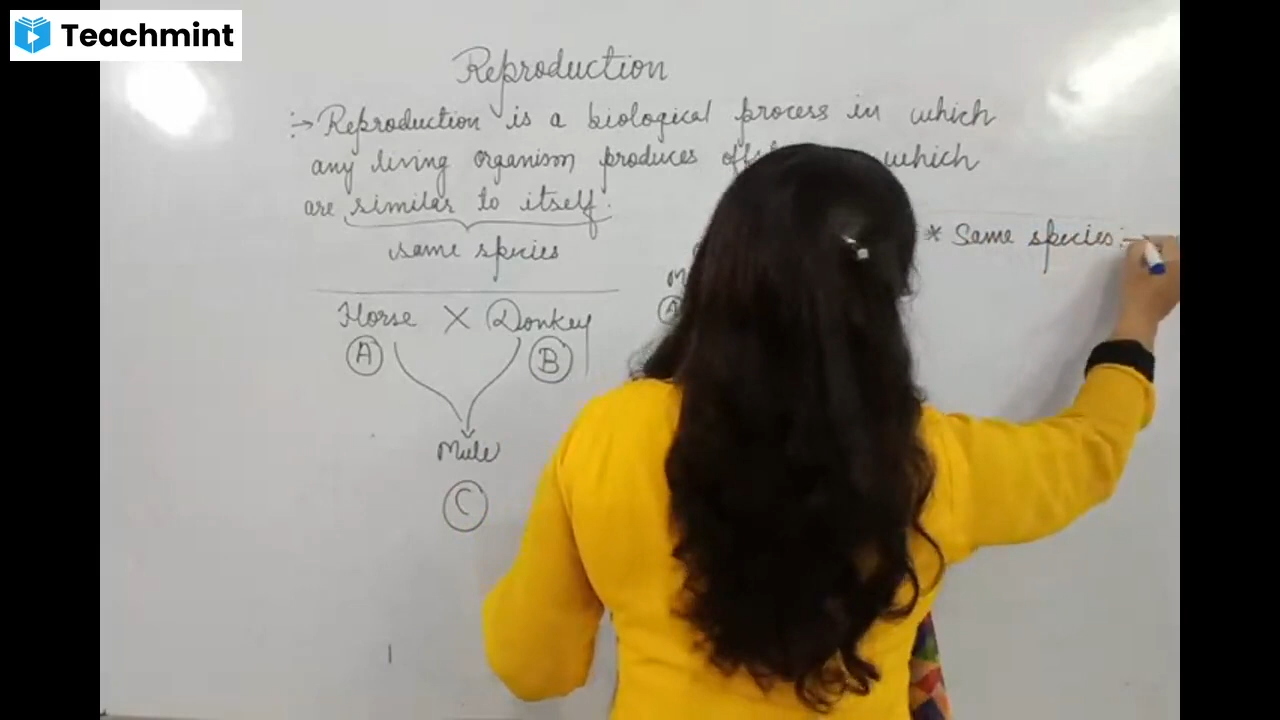 Teachmint
Reproduction
:→ Reproduction is a biological process in which
any living organism produces which
are similar to itself.
same species
* Same species:-
Horse X Donkey
A B
Mule
C